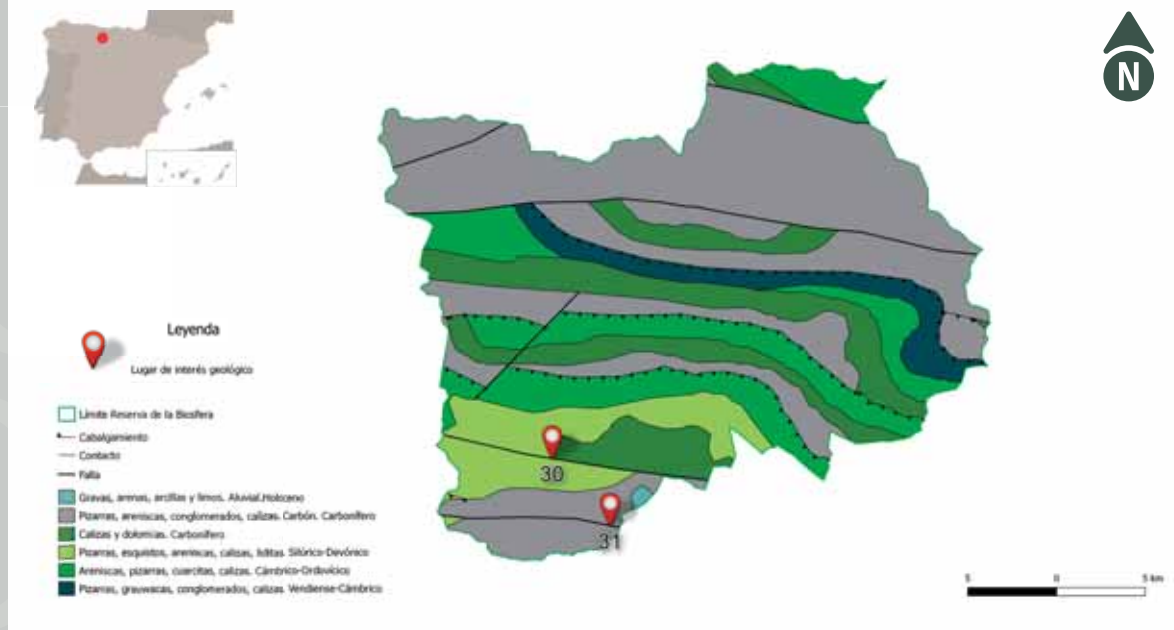 N
Leyenda
Lugar de interés geológico
Límite Reserva de la Biosfera
Cabalgamiento
Contacto
Falla
Gravas, arenas, arcillas y limos. Aluvial.Holoceno
Pizarras, areniscas, conglomerados, calizas. Carbón. Carbonífero
Calizas y dolomias. Carbonífero
Pizarras, esquistos, areniscas, calizas, liditas. Silúrico-Devónico
Areniscas, pizarras, cuarcitas, calizas. Cámbrico-Ordovícico
Pizarras, grauvacas, conglomerados, calizas. Vendiense-Cámbrico
30
31
5 0 5 km